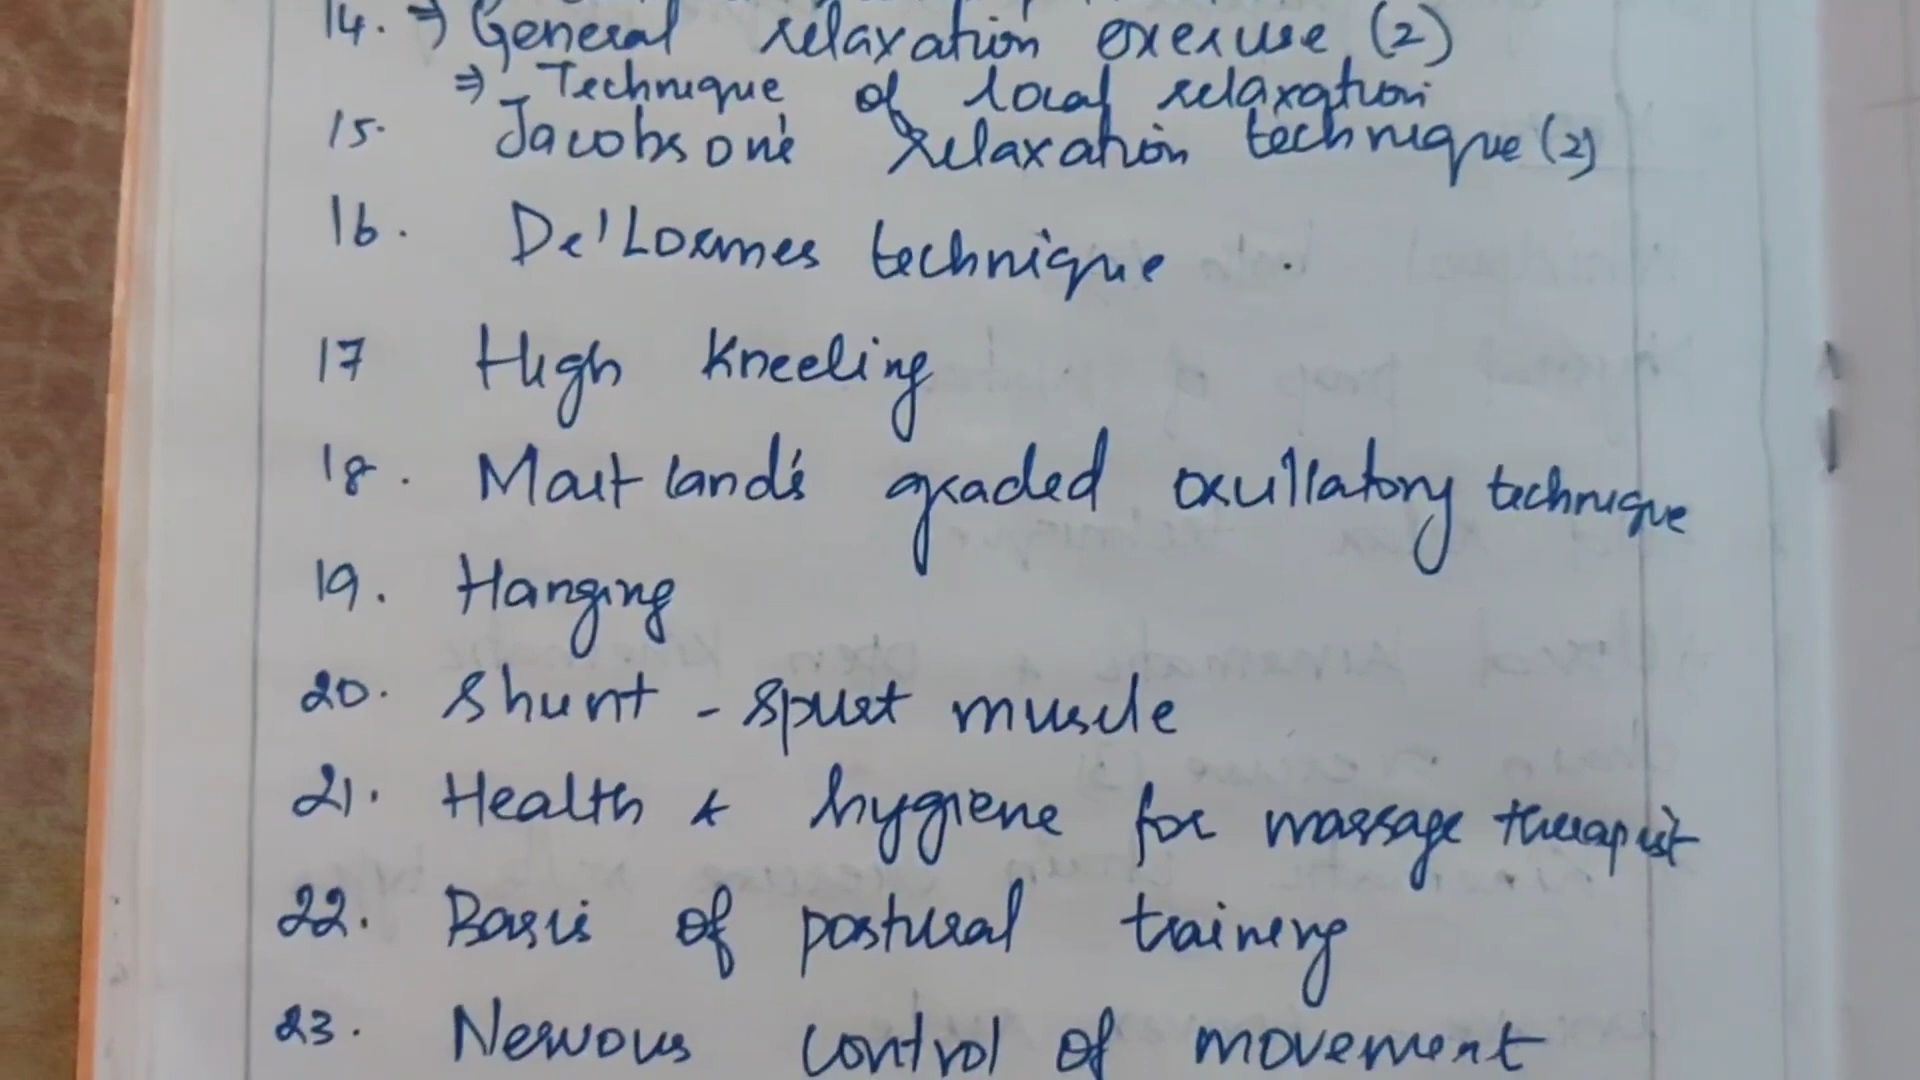 14. ⇒ General relaxation exercise (2)
⇒ Technique of local relaxation
15. Jacobson's relaxation technique (2)
16. De'Lormes technique
17 High Kneeling
18. Maitland's graded oscillatory technique
19. Hanging
20. Shunt - Spurt muscle
21. Health & hygiene for massage therapist
22. Basis of postural training
23. Nervous control of movement